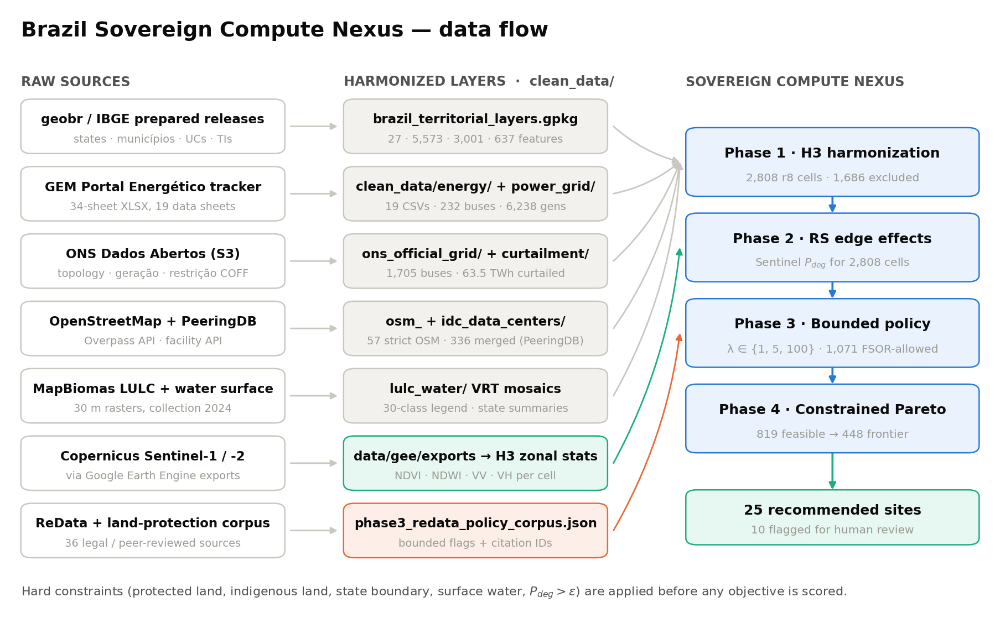 Brazil Sovereign Compute Nexus — data flow
RAW SOURCES
geobr / IBGE prepared releases
states · municípios · UCs · TIs
GEM Portal Energético tracker
34-sheet XLSX, 19 data sheets
ONS Dados Abertos (S3)
topology · geração · restrição COFF
OpenStreetMap + PeeringDB
Overpass API · facility API
MapBiomas LULC + water surface
30 m rasters, collection 2024
Copernicus Sentinel-1 / -2
via Google Earth Engine exports
ReData + land-protection corpus
36 legal / peer-reviewed sources
HARMONIZED LAYERS · clean_data/
brazil_territorial_layers.gpkg
27 · 5,573 · 3,001 · 637 features
clean_data/energy/ + power_grid/
19 CSVs · 232 buses · 6,238 gens
ons_official_grid/ + curtailment/
1,705 buses · 63.5 TWh curtailed
osm_ + idc_data_centers/
57 strict OSM · 336 merged (PeeringDB)
lulc_water/ VRT mosaics
30-class legend · state summaries
data/gee/exports → H3 zonal stats
NDVI · NDWI · VV · VH per cell
phase3_redata_policy_corpus.json
bounded flags + citation IDs
SOVEREIGN COMPUTE NEXUS
Phase 1 · H3 harmonization
2,808 r8 cells · 1,686 excluded
Phase 2 · RS edge effects
Sentinel P_deg for 2,808 cells
Phase 3 · Bounded policy
λ ∈ {1, 5, 100} · 1,071 FSOR-allowed
Phase 4 · Constrained Pareto
819 feasible → 448 frontier
25 recommended sites
10 flagged for human review
Hard constraints (protected land, indigenous land, state boundary, surface water, P_deg > ε) are applied before any objective is scored.